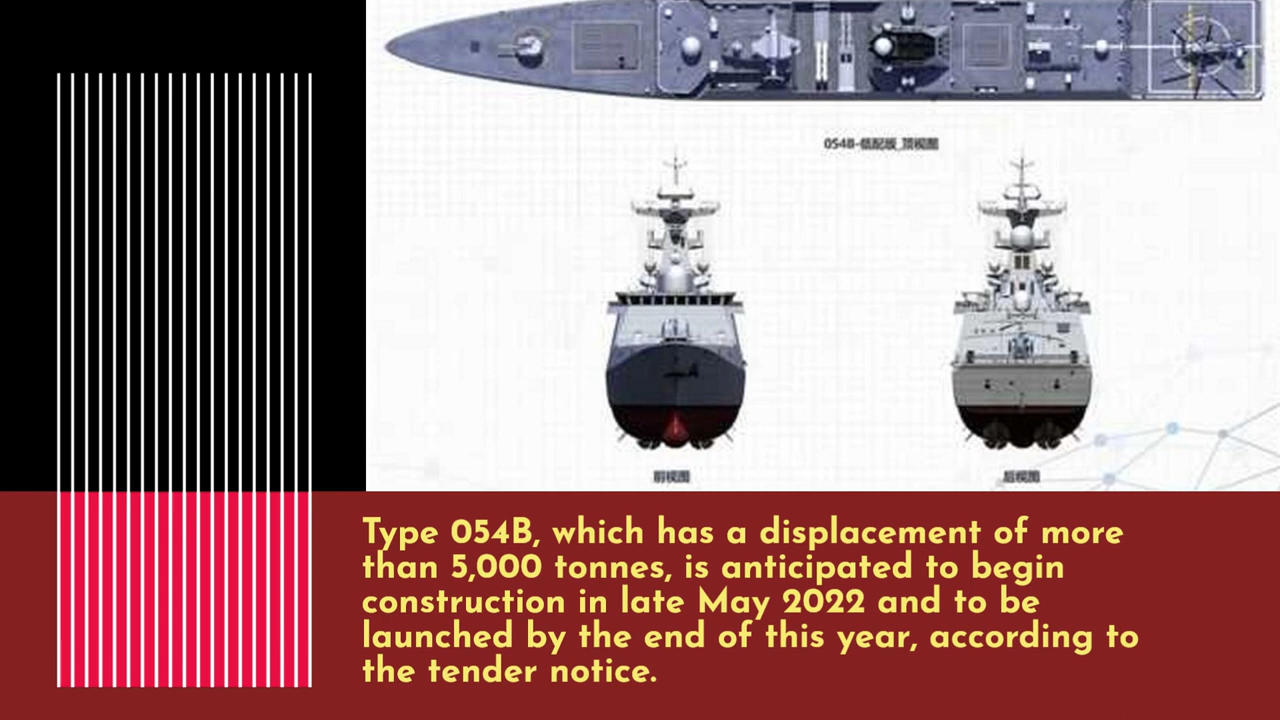 054B-低配版_顶视图
前视图
后视图
Type 054B, which has a displacement of more
than 5,000 tonnes, is anticipated to begin
construction in late May 2022 and to be
launched by the end of this year, according to
the tender notice.